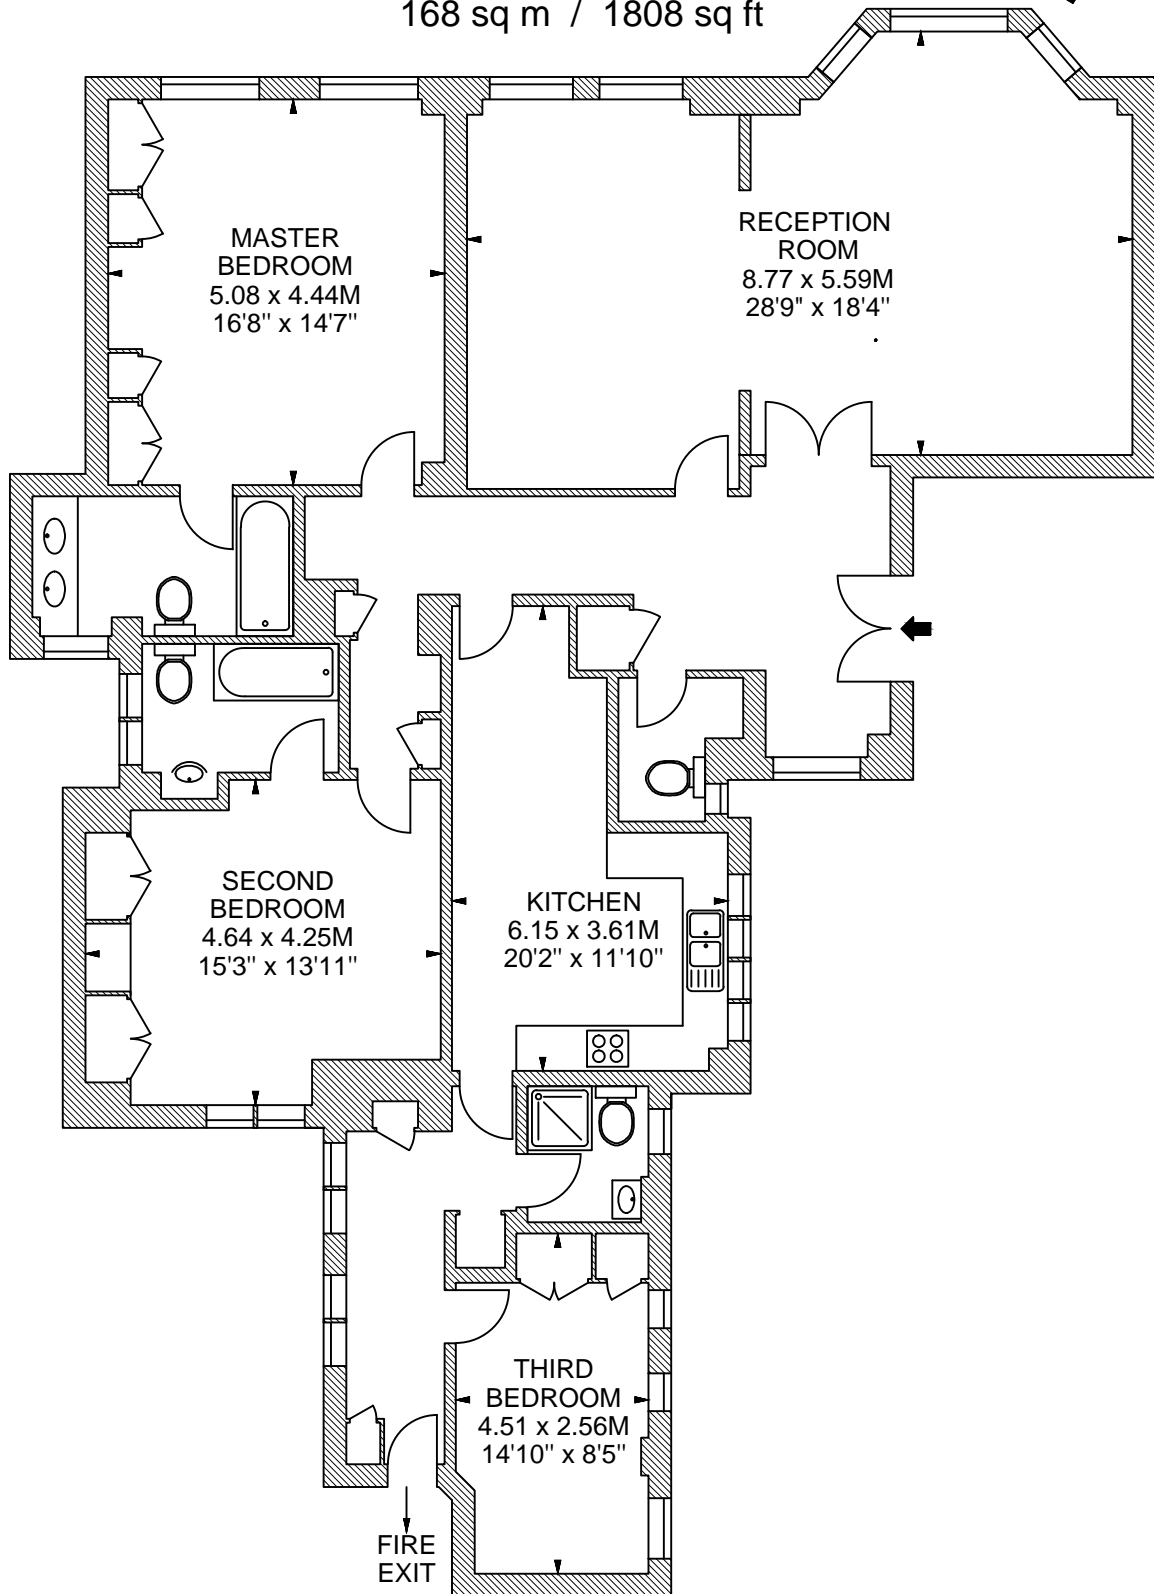 168 sq m / 1808 sq ft
MASTER
BEDROOM
5.08 x 4.44M
16'8" x 14'7"
RECEPTION
ROOM
8.77 x 5.59M
28'9" x 18'4"
SECOND
BEDROOM
4.64 x 4.25M
15'3" x 13'11"
KITCHEN
6.15 x 3.61M
20'2" x 11'10"
THIRD
BEDROOM
4.51 x 2.56M
14'10" x 8'5"
FIRE
EXIT